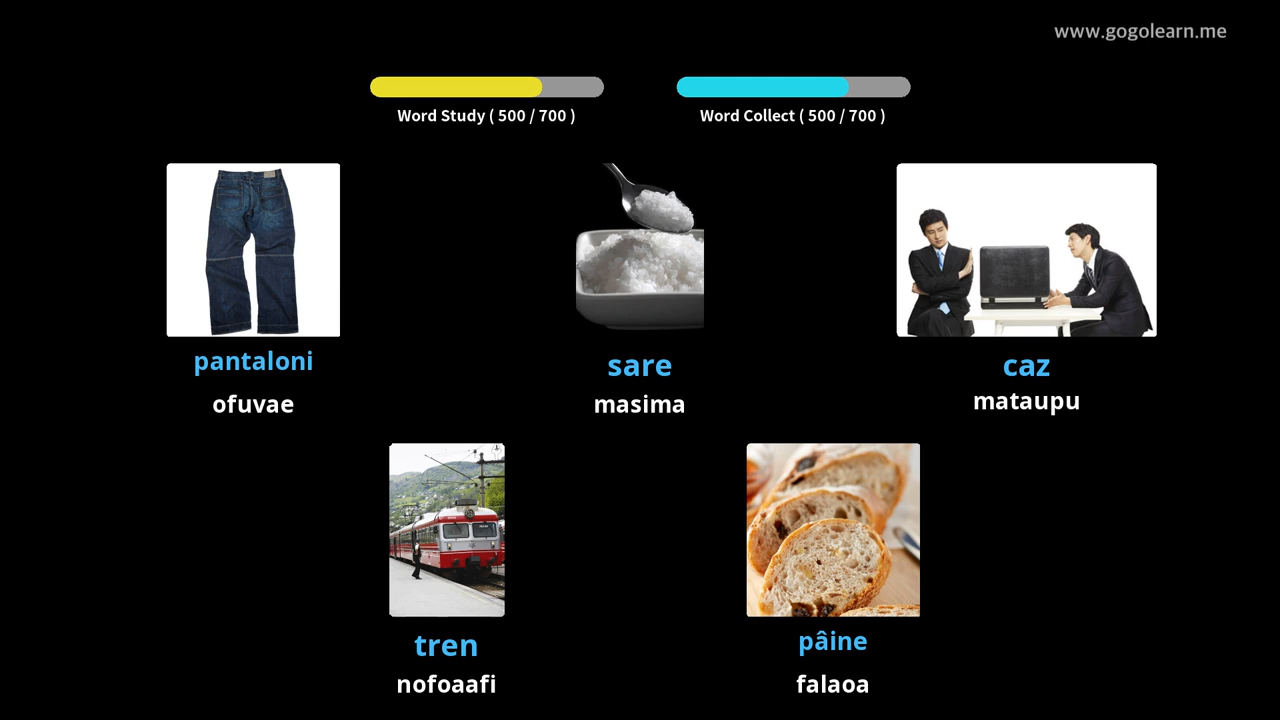 www.gogolearn.me
Word Study ( 500 / 700 )
Word Collect ( 500 / 700 )
pantaloni
ofuvae
sare
masima
caz
mataupu
tren
nofoaafi
pâine
falaoa